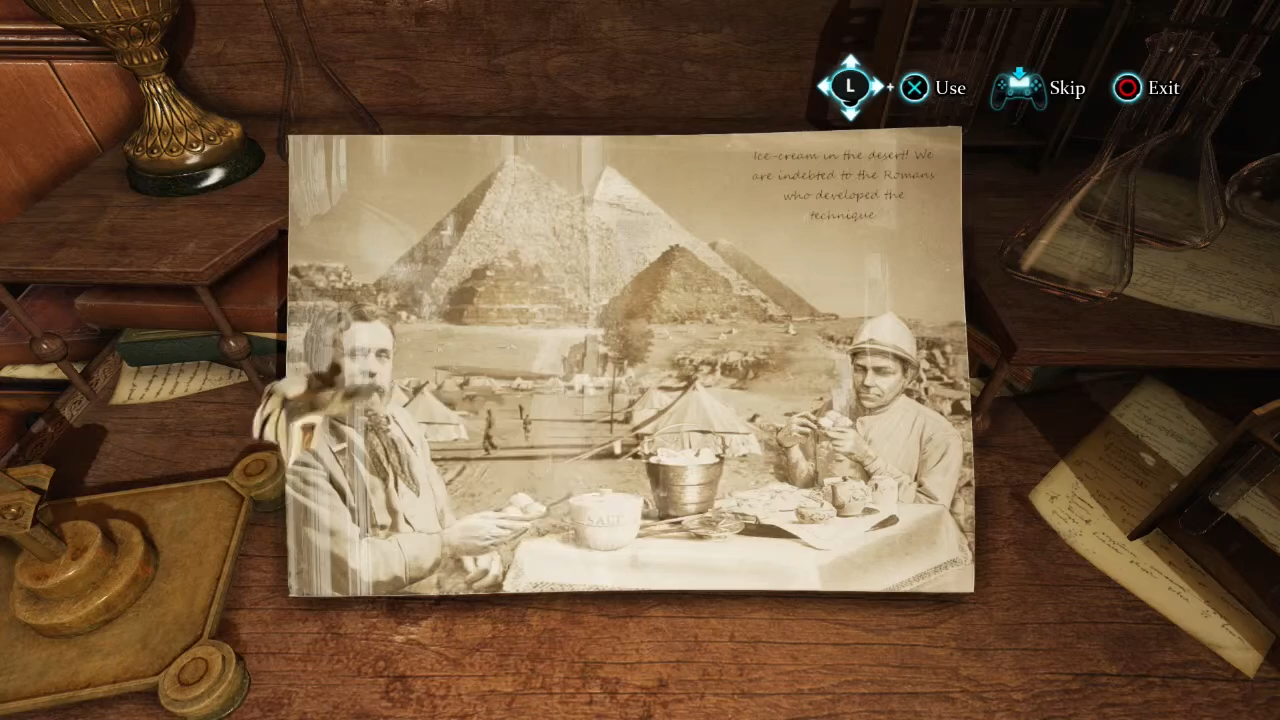 L + Use Skip Exit
Ice-cream in the desert! We
are indebted to the Romans
who developed the
technique
SALT